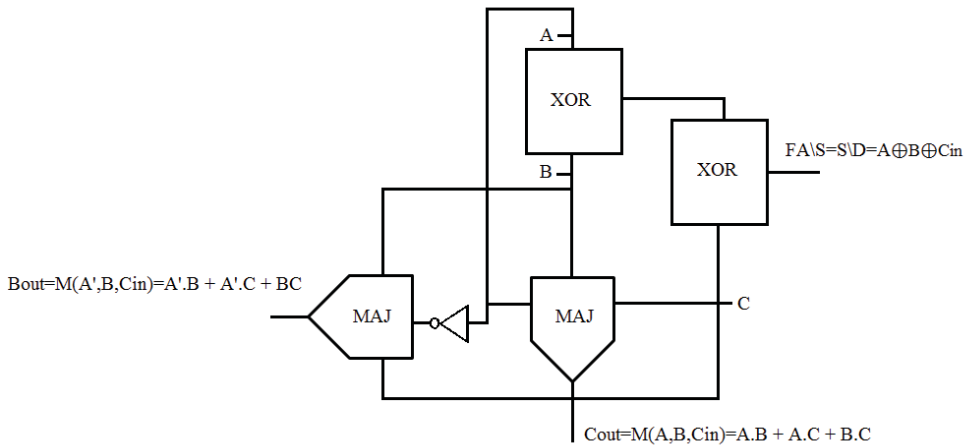 A
XOR
B
XOR
FA\S=S\D=A⊕B⊕Cin
Bout=M(A',B,Cin)=A'.B + A'.C + BC
MAJ
MAJ
C
Cout=M(A,B,Cin)=A.B + A.C + B.C